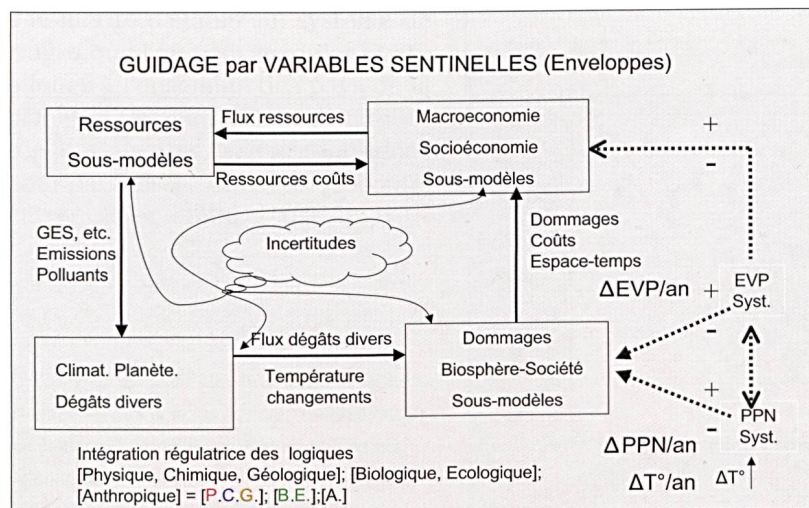 GUIDAGE par VARIABLES SENTINELLES (Enveloppes)
Ressources
Sous-modèles
Flux ressources
Ressources coûts
Macroeconomie
Socioéconomie
Sous-modèles
+
-
GES, etc.
Emissions
Polluants
Incertitudes
Dommages
Coûts
Espace-temps
ΔEVP/an
+
-
EVP
Syst.
Climat. Planète.
Dégâts divers
Flux dégâts divers
Température
changements
Dommages
Biosphère-Société
Sous-modèles
+
-
PPN
Syst.
ΔPPN/an
ΔT°/an
ΔT°
Intégration régulatrice des logiques
[Physique, Chimique, Géologique]; [Biologique, Ecologique];
[Anthropique] = [P.C.G.]; [B.E.];[A.]